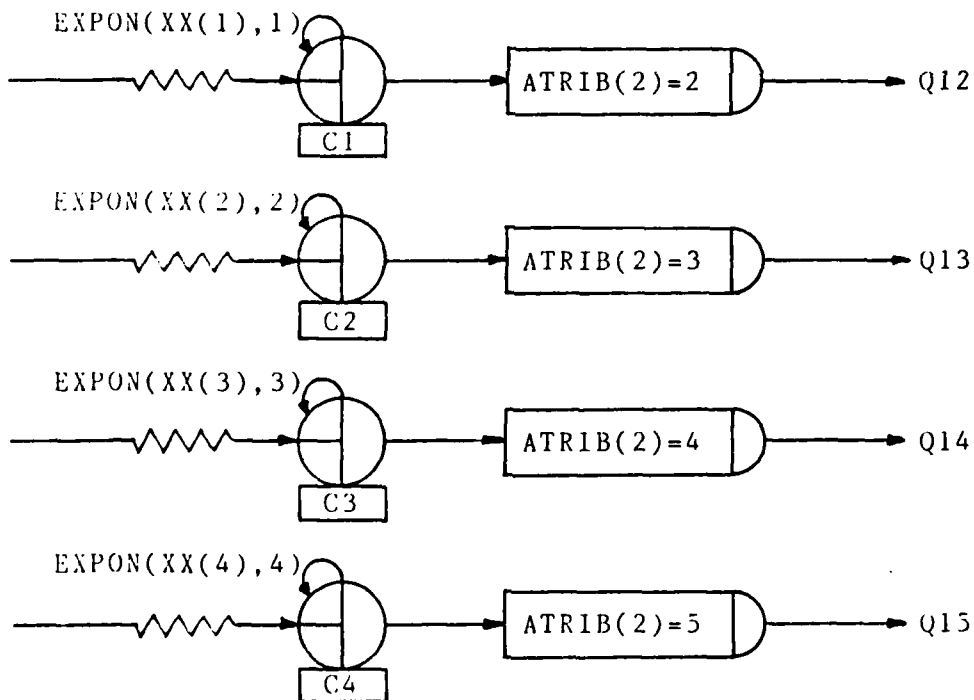 EXPON(XX(1),1)
ATRIB(2)=2
Q12
C1
EXPON(XX(2),2)
ATRIB(2)=3
Q13
C2
EXPON(XX(3),3)
ATRIB(2)=4
Q14
C3
EXPON(XX(4),4)
ATRIB(2)=5
Q15
C4